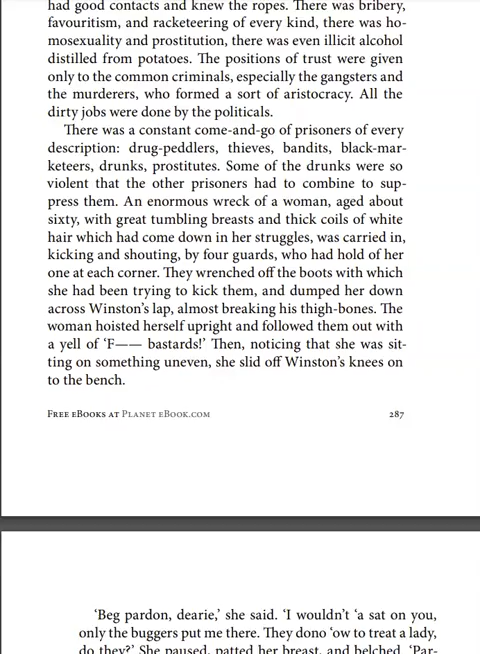 had good contacts and knew the ropes. There was bribery,
favouritism, and racketeering of every kind, there was ho-
mosexuality and prostitution, there was even illicit alcohol
distilled from potatoes. The positions of trust were given
only to the common criminals, especially the gangsters and
the murderers, who formed a sort of aristocracy. All the
dirty jobs were done by the politicals.
There was a constant come-and-go of prisoners of every
description: drug-peddlers, thieves, bandits, black-mar-
keteers, drunks, prostitutes. Some of the drunks were so
violent that the other prisoners had to combine to sup-
press them. An enormous wreck of a woman, aged about
sixty, with great tumbling breasts and thick coils of white
hair which had come down in her struggles, was carried in,
kicking and shouting, by four guards, who had hold of her
one at each corner. They wrenched off the boots with which
she had been trying to kick them, and dumped her down
across Winston’s lap, almost breaking his thigh-bones. The
woman hoisted herself upright and followed them out with
a yell of ‘F—— bastards!’ Then, noticing that she was sit-
ting on something uneven, she slid off Winston’s knees on
to the bench.
Free eBooks at Planet eBook.com 287
‘Beg pardon, dearie,’ she said. ‘I wouldn’t ‘a sat on you,
only the buggers put me there. They dono ‘ow to treat a lady,
do they?’ She paused, patted her breast, and belched. ‘Par-